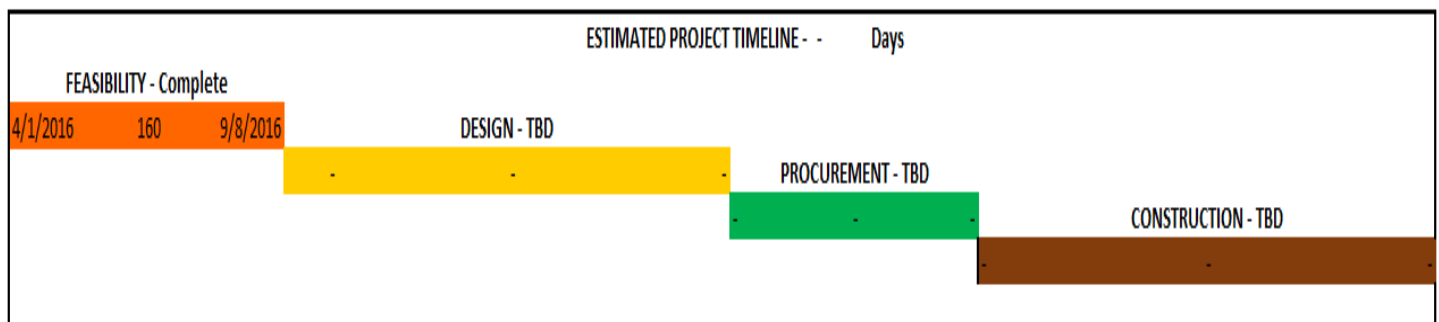 ESTIMATED PROJECT TIMELINE - - Days
FEASIBILITY - Complete
4/1/2016 160 9/8/2016
DESIGN - TBD
- - -
PROCUREMENT - TBD
- - -
CONSTRUCTION - TBD
- - -